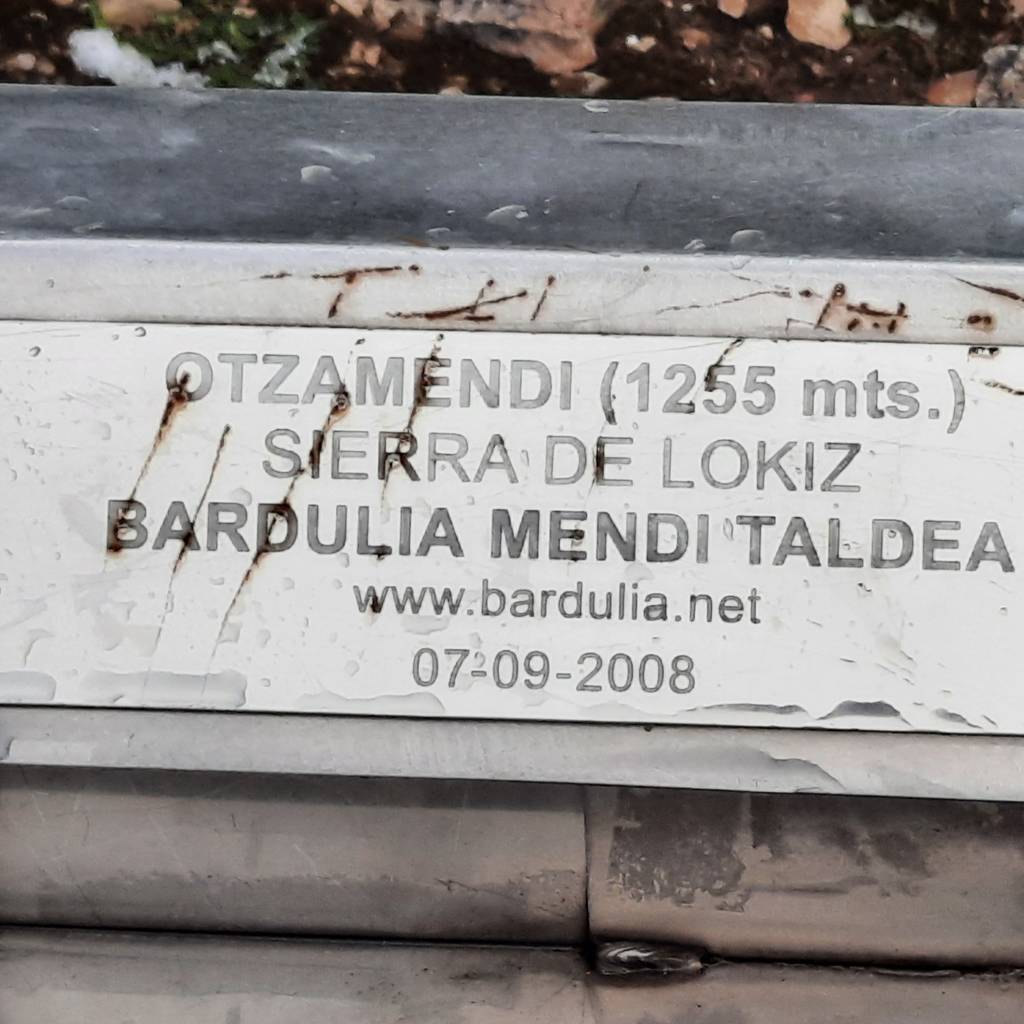 OTZAMENDI (1255 mts.)
SIERRA DE LOKIZ
BARDULIA MENDI TALDEA
www.bardulia.net
07-09-2008